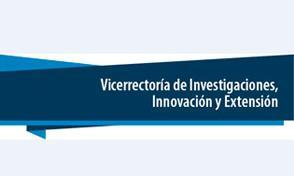 Vicerrectoría de Investigaciones,
Innovación y Extensión